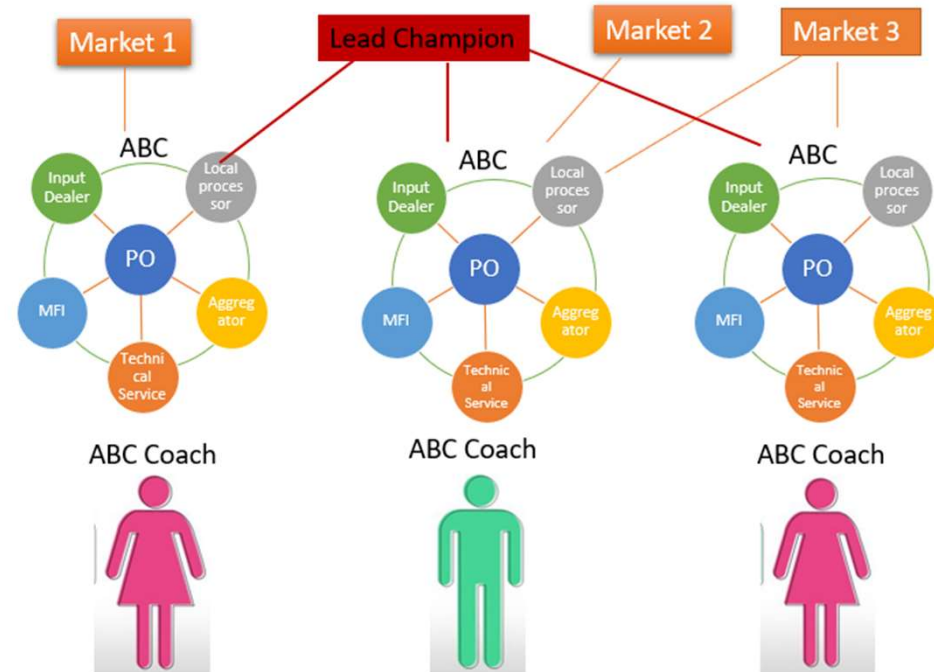 Market 1
Lead Champion
Market 2
Market 3
ABC
Input
Dealer
Local
proces
sor
PO
MFI
Aggreg
ator
Techni
cal
Service
ABC
Input
Dealer
Local
proces
sor
PO
MFI
Aggreg
ator
Technic
al
Service
ABC
Input
Dealer
Local
proces
sor
PO
MFI
Aggreg
ator
Technic
al
Service
ABC Coach
ABC Coach
ABC Coach